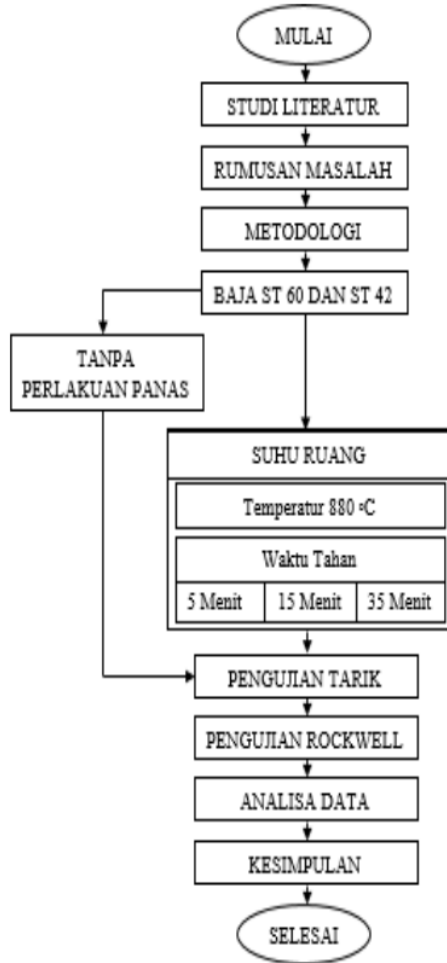 MULAI
STUDI LITERATUR
RUMUSAN MASALAH
METODOLOGI
BAJA ST 60 DAN ST 42
TANPA
PERLAKUAN PANAS
SUHU RUANG
Temperatur 880 °C
Waktu Tahan
5 Menit 15 Menit 35 Menit
PENGUJIAN TARIK
PENGUJIAN ROCKWELL
ANALISA DATA
KESIMPULAN
SELESAI